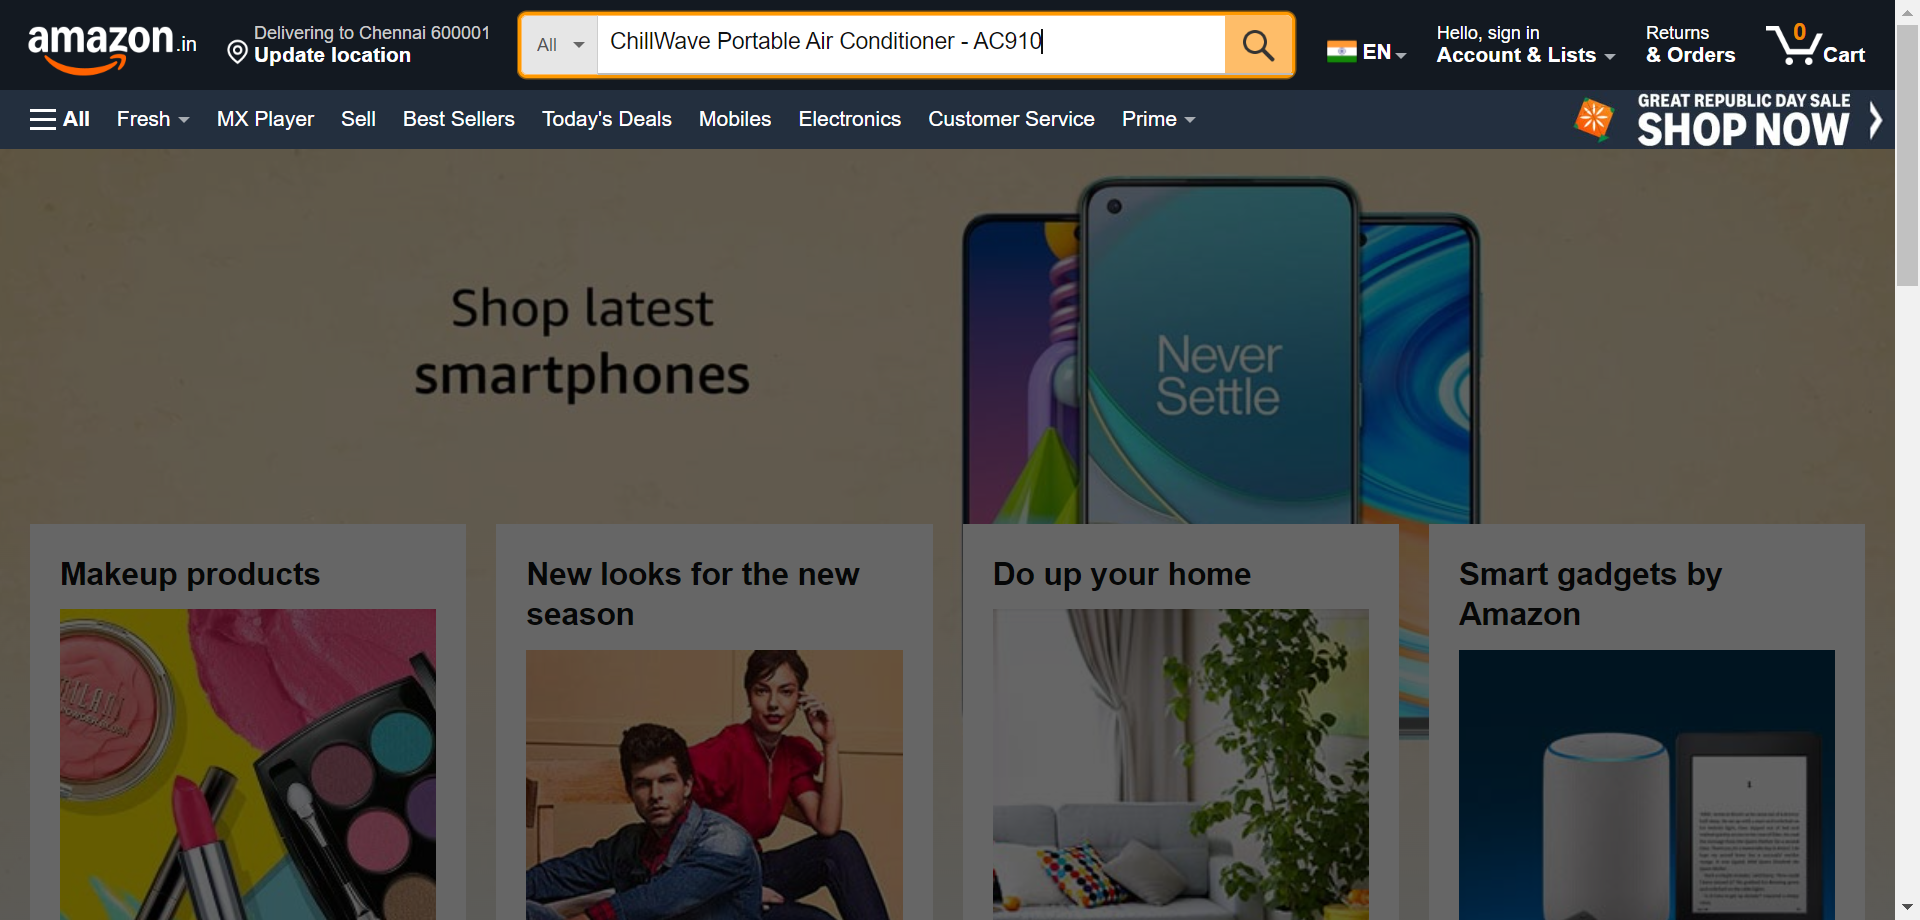 amazon.in
Delivering to Chennai 600001
Update location
All
ChillWave Portable Air Conditioner - AC910
EN
Hello, sign in
Account & Lists
Returns
& Orders
0
Cart
All
Fresh
MX Player
Sell
Best Sellers
Today's Deals
Mobiles
Electronics
Customer Service
Prime
GREAT REPUBLIC DAY SALE
SHOP NOW
Shop latest
smartphones
Never
Settle
Makeup products
New looks for the new
season
Do up your home
Smart gadgets by
Amazon
MILANI